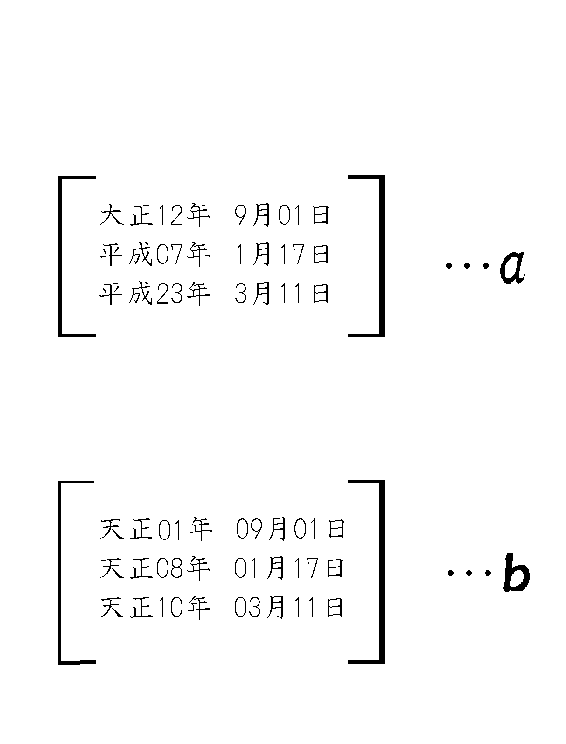 大正12年 9月01日
平成07年 1月17日
平成23年 3月11日
…a
天正01年 09月01日
天正08年 01月17日
天正10年 03月11日
…b